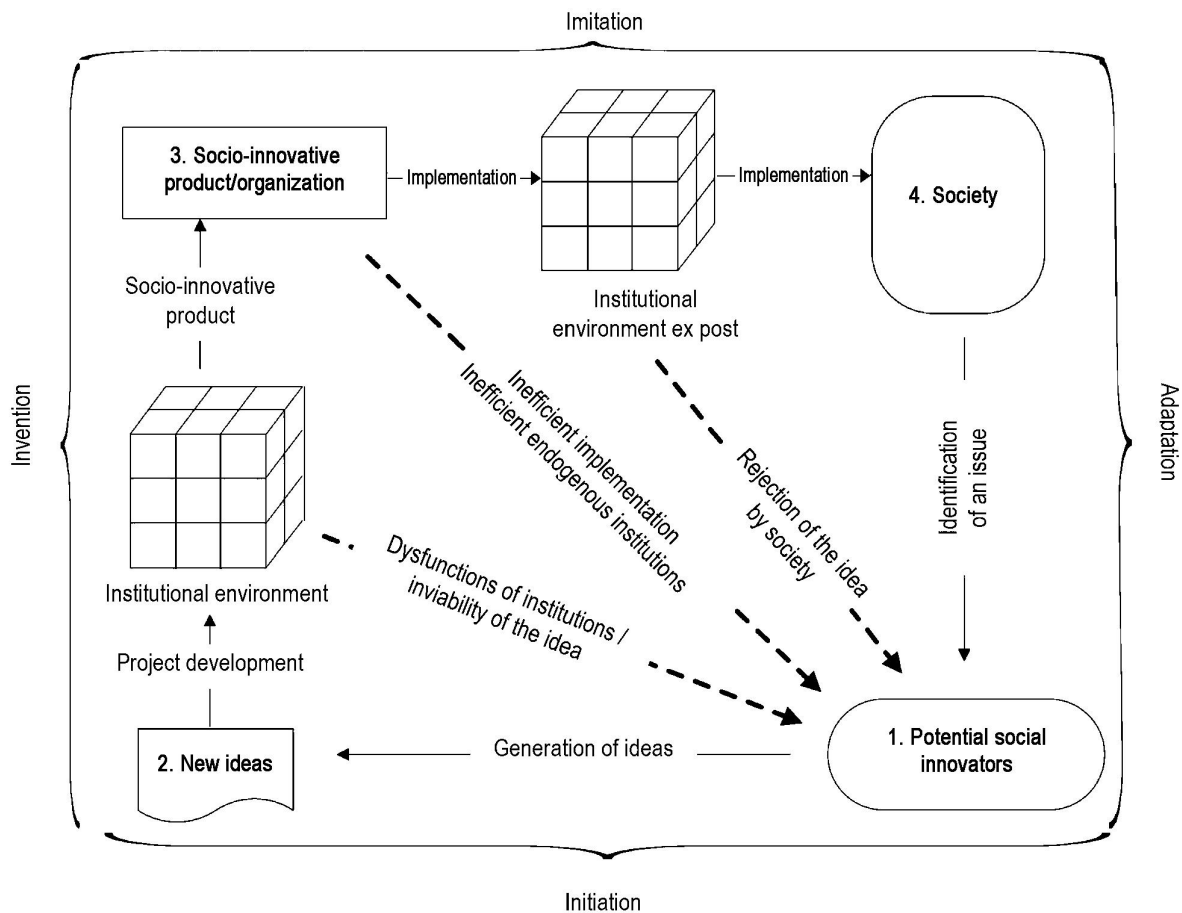 Imitation
3. Socio-innovative
product/organization
Implementation
Implementation
4. Society
Socio-innovative
product
Institutional
environment ex post
Invention
Adaptation
Identification
of an issue
Inefficient implementation
Inefficient endogenous institutions
Rejection of the idea
by society
Dysfunctions of institutions /
inviability of the idea
Institutional environment
Project development
2. New ideas
Generation of ideas
1. Potential social
innovators
Initiation